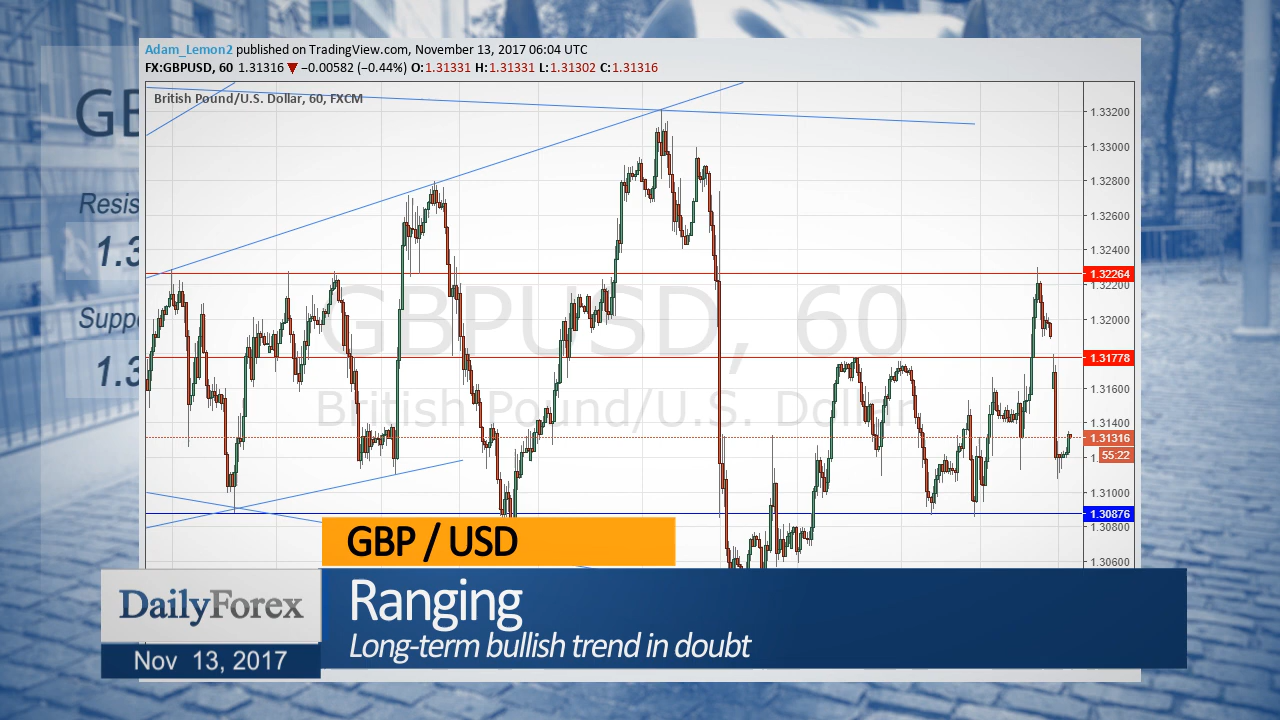 Adam_Lemon2 published on TradingView.com, November 13, 2017 06:04 UTC
FX:GBPUSD, 60 1.31316 ▼ −0.00582 (−0.44%) O:1.31331 H:1.31331 L:1.31302 C:1.31316
British Pound/U.S. Dollar, 60, FXCM
GBPUSD, 60
British Pound/U.S. Dollar
1.33200
1.33000
1.32800
1.32600
1.32400
1.32264
1.32200
1.32000
1.31778
1.31600
1.31400
1.31316
55:22
1.31000
1.30876
1.30800
1.30600
GB
Resis
1.3
Suppo
1.3
GBP / USD
Ranging
Long-term bullish trend in doubt
DailyForex
Nov 13, 2017